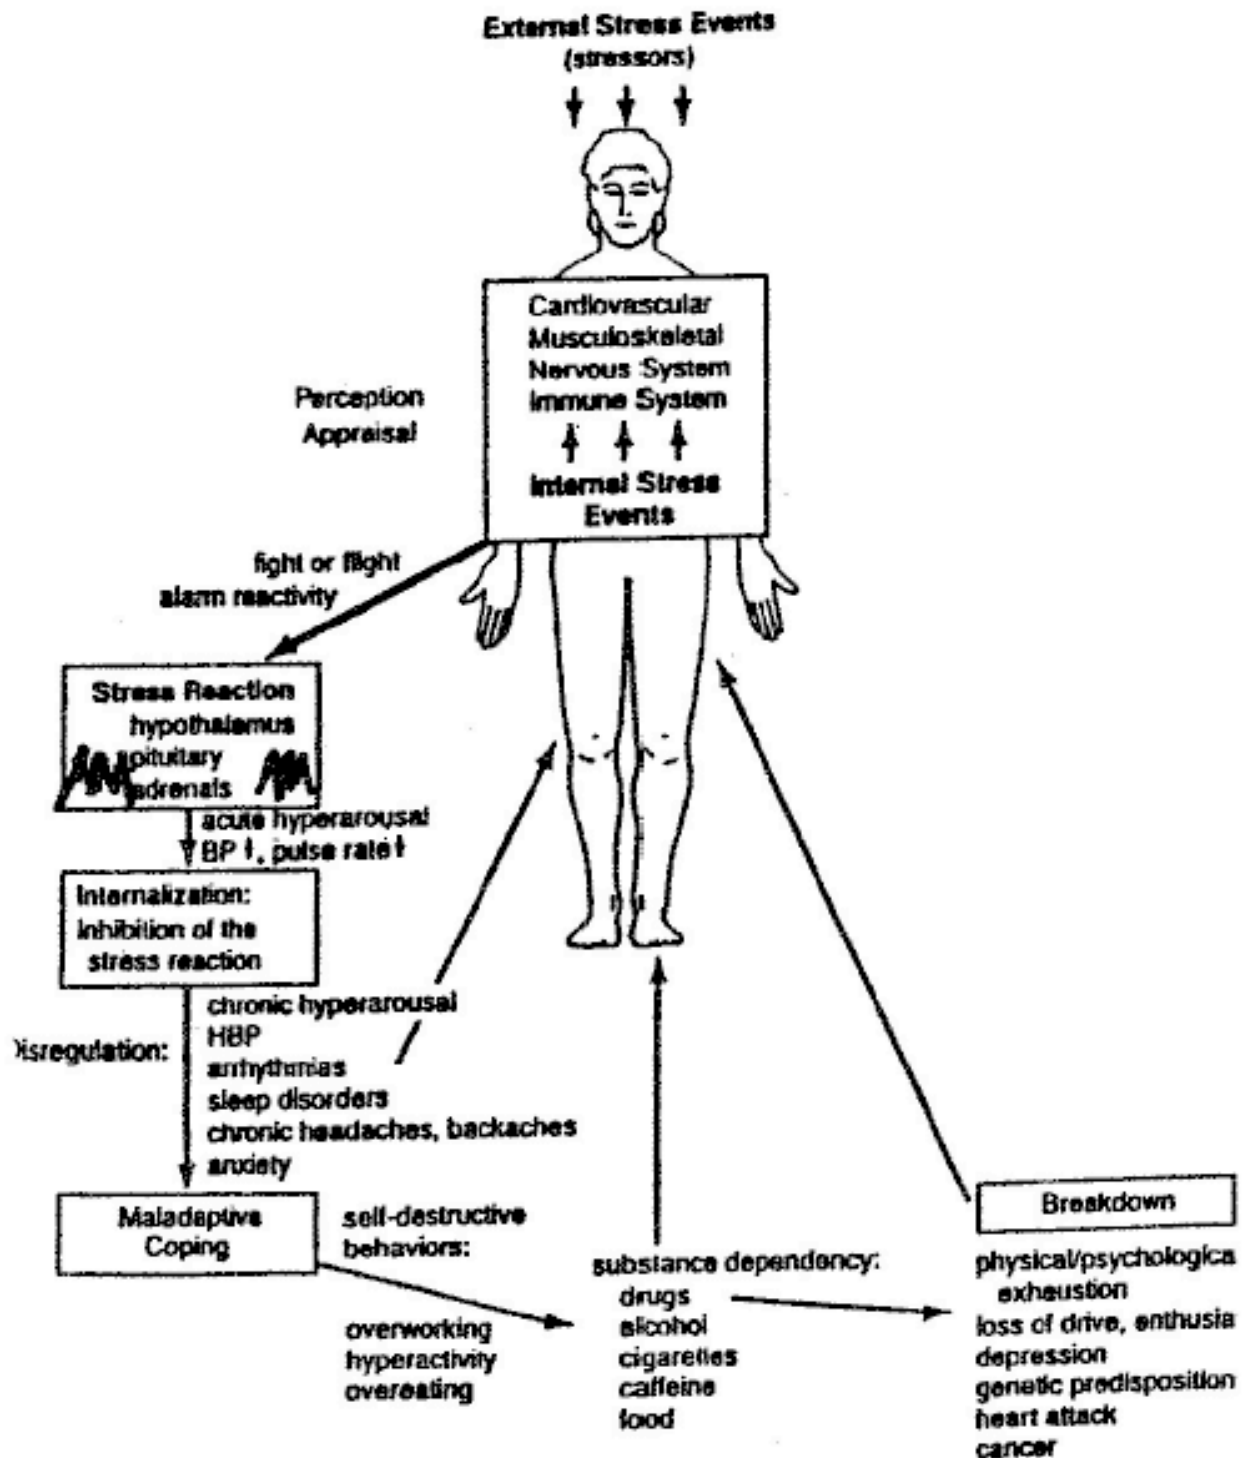 External Stress Events
(stressors)
Cardiovascular
Musculoskeletal
Nervous System
Immune System
Internal Stress
Events
Perception
Appraisal
fight or flight
alarm reactivity
Stress Reaction
hypothalamus
pituitary
adrenals
acute hyperarousal
BP↑, pulse rate↑
Internalization:
Inhibition of the
stress reaction
isregulation:
chronic hyperarousal
HBP
arrhythmias
sleep disorders
chronic headaches, backaches
anxiety
Maladaptive
Coping
self-destructive
behaviors:
overworking
hyperactivity
overeating
substance dependency:
drugs
alcohol
cigarettes
caffeine
food
Breakdown
physical/psychologica
exhaustion
loss of drive, enthusia
depression
genetic predisposition
heart attack
cancer